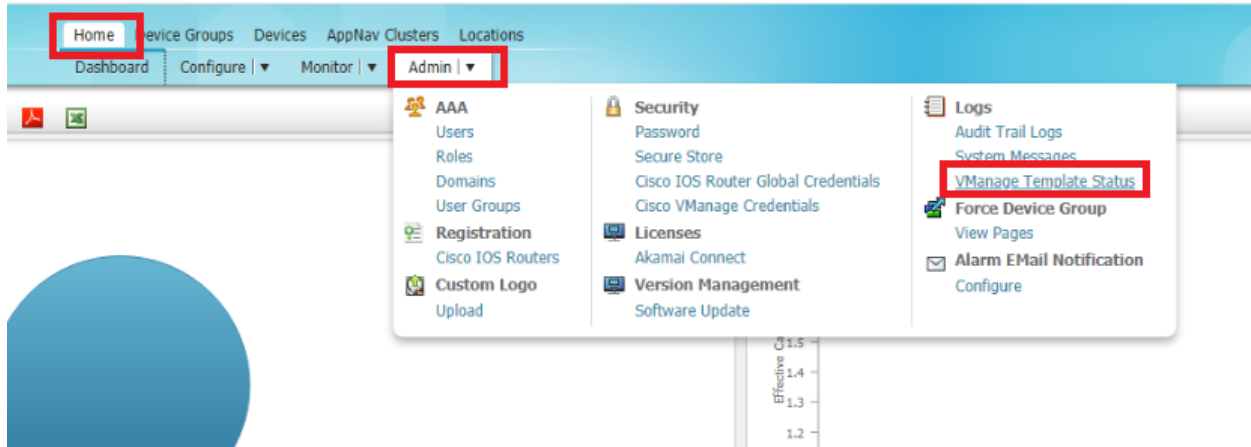 Home Device Groups Devices AppNav Clusters Locations
Dashboard Configure | ▼ Monitor | ▼ Admin | ▼
AAA
Users
Roles
Domains
User Groups
Registration
Cisco IOS Routers
Custom Logo
Upload
Security
Password
Secure Store
Cisco IOS Router Global Credentials
Cisco VManage Credentials
Licenses
Akamai Connect
Version Management
Software Update
Logs
Audit Trail Logs
System Messages
VManage Template Status
Force Device Group
View Pages
Alarm EMail Notification
Configure
Effective
1.5
1.4
1.3
1.2